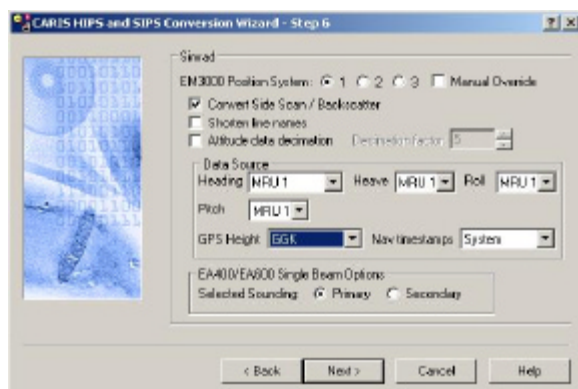 CARIS HIPS and SIPS Conversion Wizard - Step 6
Simrad
EM3000 Position System: 1 2 3 Manual Override
Convert Side Scan / Backscatter
Shorten line names
Attitude data decimation Decimation factor 5
Data Source
Heading MRU 1 Heave MRU 1 Roll MRU 1
Pitch MRU 1
GPS Height GGK Nav timestamps System
EA400/EA600 Single Beam Options
Selected Sounding Primary Secondary
< Back Next > Cancel Help